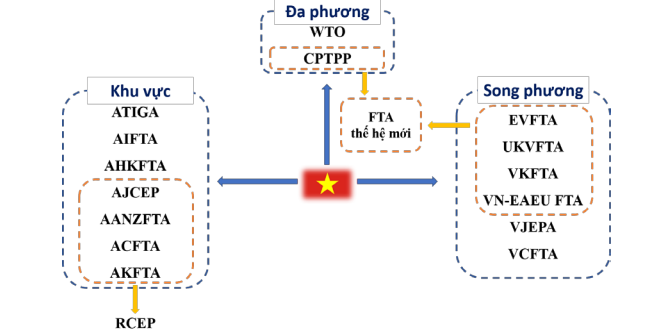 Đa phương
WTO
CPTPP
Khu vực
ATIGA
AIFTA
AHKFTA
AJCEP
AANZFTA
ACFTA
AKFTA
RCEP
FTA
thế hệ mới
Song phương
EVFTA
UKVFTA
VKFTA
VN-EAEU FTA
VJEPA
VCFTA